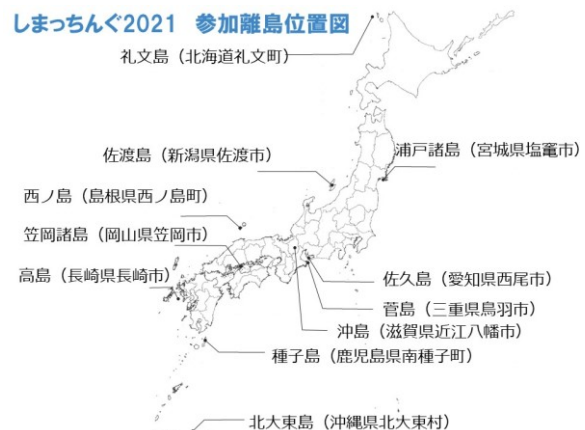 しまっちんぐ2021　参加離島位置図
礼文島（北海道礼文町）
浦戸諸島（宮城県塩竈市）
佐渡島（新潟県佐渡市）
西ノ島（島根県西ノ島町）
笠岡諸島（岡山県笠岡市）
高島（長崎県長崎市）
佐久島（愛知県西尾市）
菅島（三重県鳥羽市）
沖島（滋賀県近江八幡市）
種子島（鹿児島県南種子町）
北大東島（沖縄県北大東村）